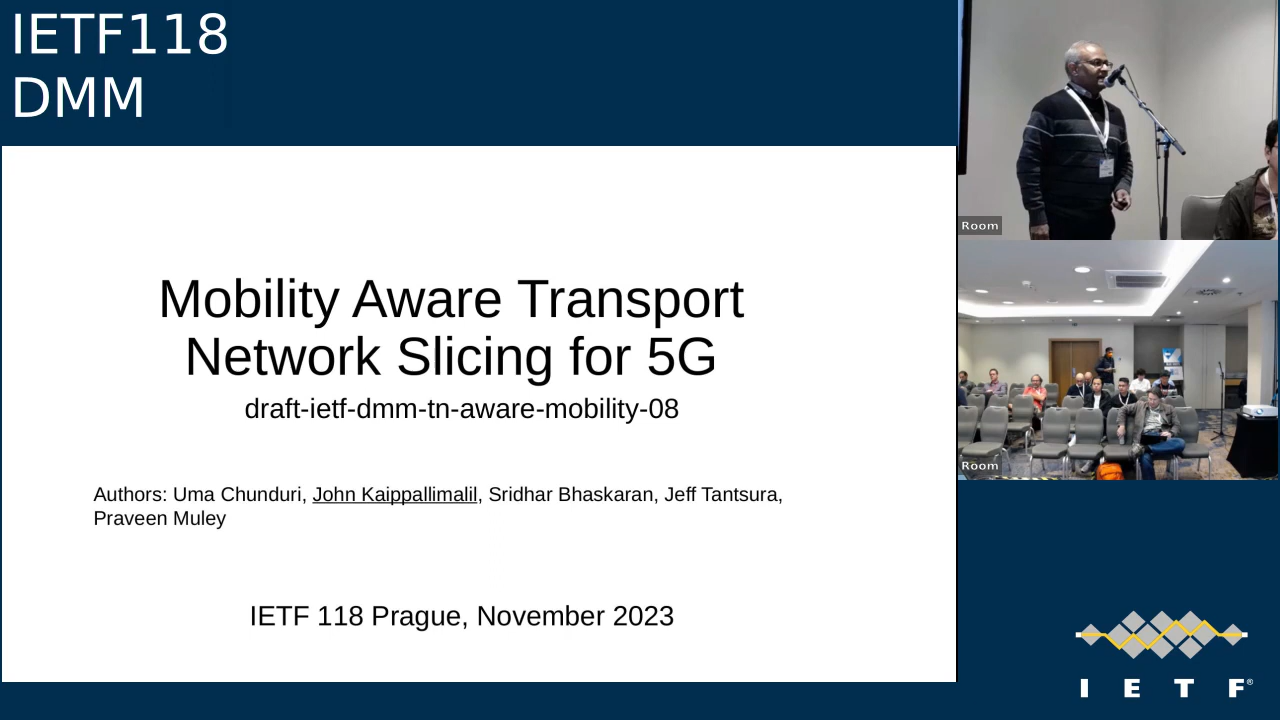 IETF118
DMM
Mobility Aware Transport
Network Slicing for 5G
draft-ietf-dmm-tn-aware-mobility-08
Authors: Uma Chunduri, John Kaippallimalil, Sridhar Bhaskaran, Jeff Tantsura,
Praveen Muley
IETF 118 Prague, November 2023
Room
Room
I E T F®